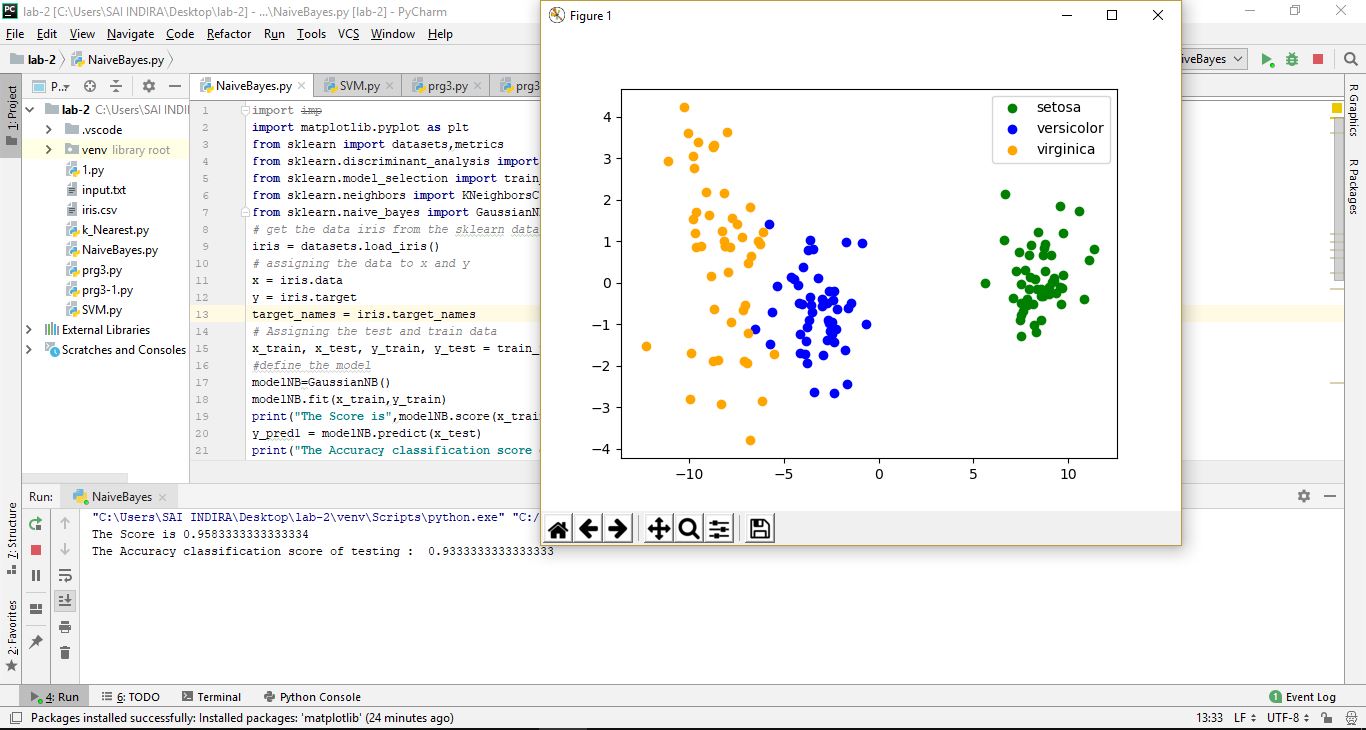 lab-2 [C:\Users\SAI INDIRA\Desktop\lab-2] - ...\NaiveBayes.py [lab-2] - PyCharm
File Edit View Navigate Code Refactor Run Tools VCS Window Help
lab-2 NaiveBayes.py
NaiveBayes.py SVM.py prg3.py prg3
1: Project
P...
lab-2 C:\Users\SAI INDI
.vscode
venv library root
1.py
input.txt
iris.csv
k_Nearest.py
NaiveBayes.py
prg3.py
prg3-1.py
SVM.py
External Libraries
Scratches and Consoles
1 import imp
2 import matplotlib.pyplot as plt
3 from sklearn import datasets,metrics
4 from sklearn.discriminant_analysis import
5 from sklearn.model_selection import train_
6 from sklearn.neighbors import KNeighborsC
7 from sklearn.naive_bayes import GaussianNB
8 # get the data iris from the sklearn data
9 iris = datasets.load_iris()
10 # assigning the data to x and y
11 x = iris.data
12 y = iris.target
13 target_names = iris.target_names
14 # Assigning the test and train data
15 x_train, x_test, y_train, y_test = train_
16 #define the model
17 modelNB=GaussianNB()
18 modelNB.fit(x_train,y_train)
19 print("The Score is",modelNB.score(x_trai
20 y_pred1 = modelNB.predict(x_test)
21 print("The Accuracy classification score
Figure 1
setosa
versicolor
virginica
4
3
2
1
0
−1
−2
−3
−4
−10 −5 0 5 10
iveBayes
R Graphics
R Packages
Run: NaiveBayes
"C:\Users\SAI INDIRA\Desktop\lab-2\venv\Scripts\python.exe" "C:/
The Score is 0.9583333333333334
The Accuracy classification score of testing : 0.9333333333333333
7: Structure
2: Favorites
4: Run 6: TODO Terminal Python Console 1 Event Log
Packages installed successfully: Installed packages: 'matplotlib' (24 minutes ago) 13:33 LF UTF-8